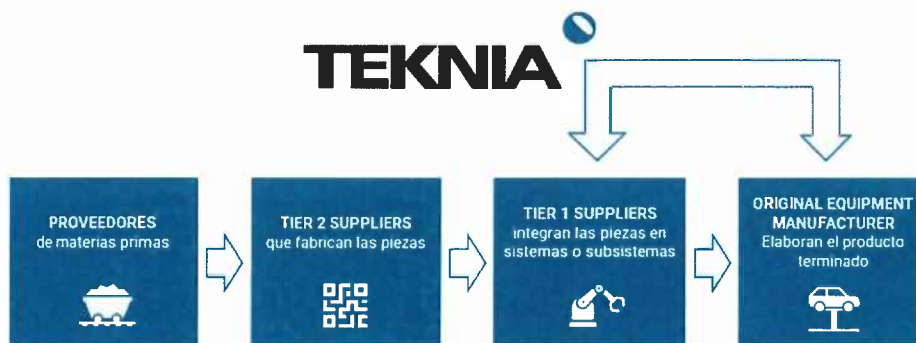 TEKNIA
PROVEEDORES
de materias primas
TIER 2 SUPPLIERS
que fabrican las piezas
TIER 1 SUPPLIERS
integran las piezas en
sistemas o subsistemas
ORIGINAL EQUIPMENT
MANUFACTURER
Elaboran el producto
terminado